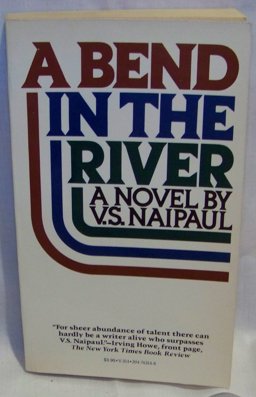 A BEND
IN THE
RIVER
A NOVEL BY
V.S. NAIPAUL
"For sheer abundance of talent there can
hardly be a writer alive who surpasses
V.S. Naipaul."—Irving Howe, front page,
The New York Times Book Review